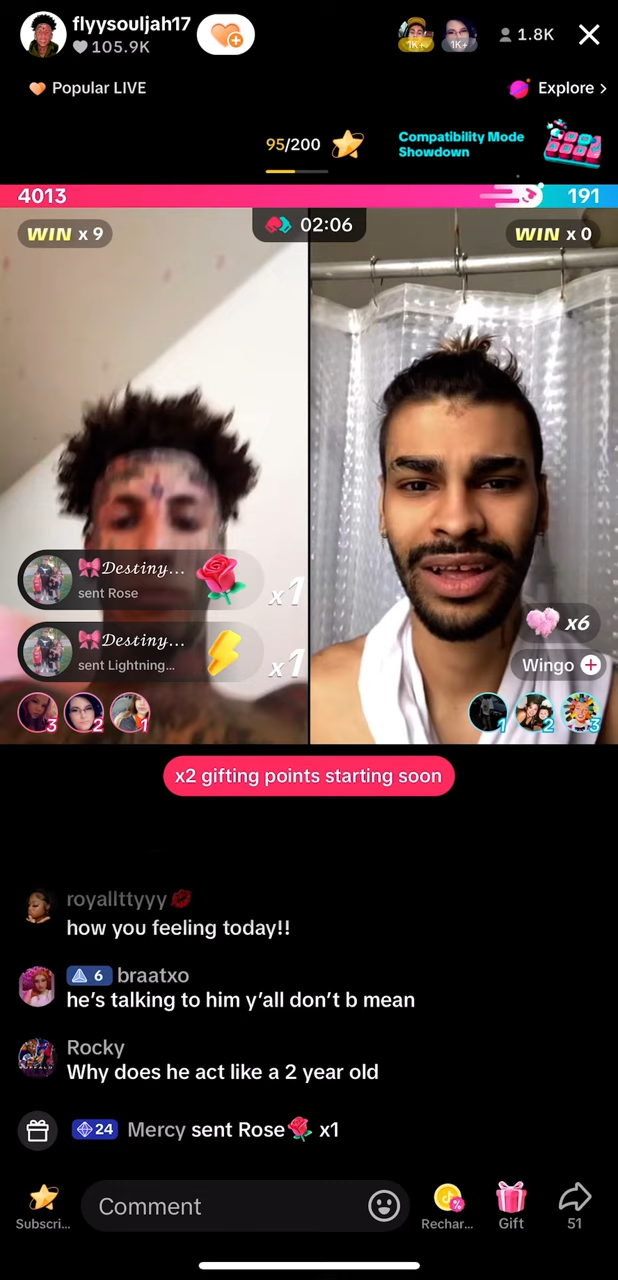 flyysouljah17
105.9K
1K+
1K+
1.8K
Popular LIVE
Explore >
95/200
Compatibility Mode
Showdown
4013
191
WIN x 9
02:06
WIN x 0
Destiny...
sent Rose
x1
Destiny...
sent Lightning...
x1
x6
Wingo
3
2
1
1
2
3
x2 gifting points starting soon
royallttyyy💋
how you feeling today!!
6 braatxo
he's talking to him y'all don't b mean
Rocky
Why does he act like a 2 year old
24 Mercy sent Rose🌹 x1
Comment
Subscri...
Rechar...
Gift
51